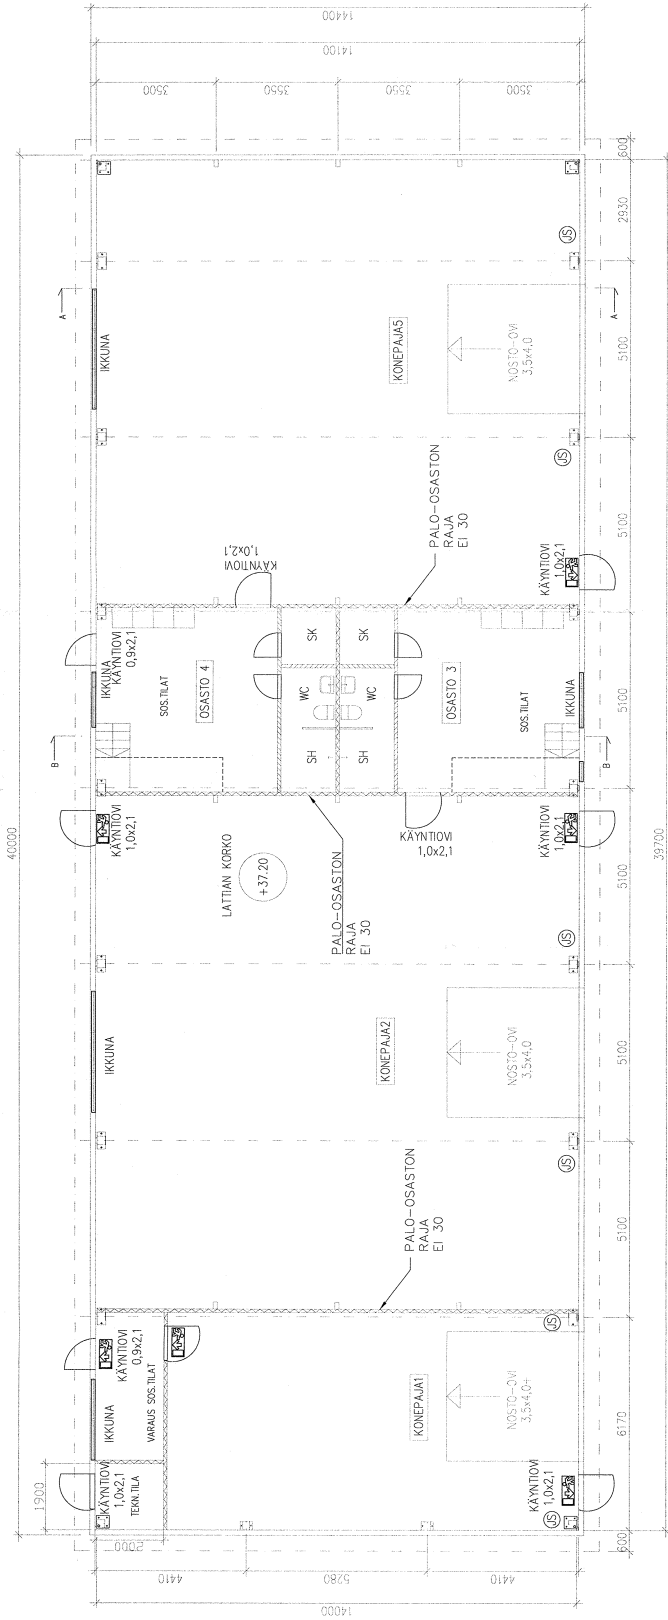 14400
14100
3500
3550
3550
3500
600
2930
JS
A
A
IKKUNA
KONEPAJA5
NOSTO-OVI
3,5x4,0
5100
JS
PALO-OSASTON
RAJA
EI 30
KÄYNTIOVI
1,0x2,1
KÄYNTIOVI
1,0x2,1
5100
KÄYNTIOVI
0,9x2,1
IKKUNA
SOS.TILAT
OSASTO 4
SK
SK
WC
WC
SH
SH
OSASTO 3
SOS.TILAT
IKKUNA
5100
B
B
KÄYNTIOVI
1,0x2,1
KÄYNTIOVI
1,0x2,1
KÄYNTIOVI
1,0x2,1
40000
39700
LATTIAN KORKO
+37.20
PALO-OSASTON
RAJA
EI 30
5100
JS
IKKUNA
KONEPAJA2
NOSTO-OVI
3,5x4,0
5100
JS
PALO-OSASTON
RAJA
EI 30
5100
JS
KÄYNTIOVI
0,9x2,1
VARAUS SOS.TILAT
IKKUNA
KONEPAJA1
NOSTO-OVI
3,5x4,0+
6170
1900
KÄYNTIOVI
1,0x2,1
TEKN.TILA
KÄYNTIOVI
1,0x2,1
JS
2000
600
4410
5280
4410
14000